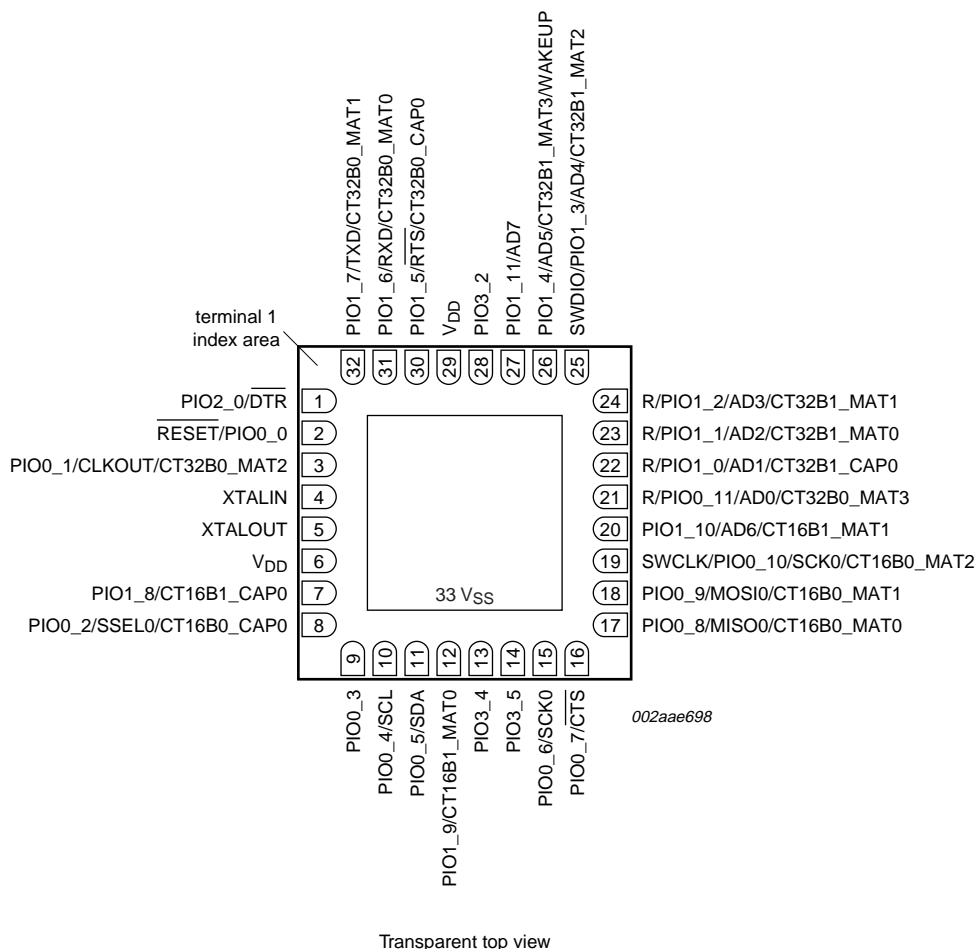 PIO1_7/TXD/CT32B0_MAT1
PIO1_6/RXD/CT32B0_MAT0
PIO1_5/RTS/CT32B0_CAP0
VDD
PIO3_2
PIO1_11/AD7
PIO1_4/AD5/CT32B1_MAT3/WAKEUP
SWDIO/PIO1_3/AD4/CT32B1_MAT2
terminal 1
index area
32
31
30
29
28
27
26
25
PIO2_0/DTR 1
RESET/PIO0_0 2
PIO0_1/CLKOUT/CT32B0_MAT2 3
XTALIN 4
XTALOUT 5
VDD 6
PIO1_8/CT16B1_CAP0 7
PIO0_2/SSEL0/CT16B0_CAP0 8
24 R/PIO1_2/AD3/CT32B1_MAT1
23 R/PIO1_1/AD2/CT32B1_MAT0
22 R/PIO1_0/AD1/CT32B1_CAP0
21 R/PIO0_11/AD0/CT32B0_MAT3
20 PIO1_10/AD6/CT16B1_MAT1
19 SWCLK/PIO0_10/SCK0/CT16B0_MAT2
18 PIO0_9/MOSI0/CT16B0_MAT1
17 PIO0_8/MISO0/CT16B0_MAT0
33 VSS
9
10
11
12
13
14
15
16
PIO0_3
PIO0_4/SCL
PIO0_5/SDA
PIO1_9/CT16B1_MAT0
PIO3_4
PIO3_5
PIO0_6/SCK0
PIO0_7/CTS
002aae698
Transparent top view